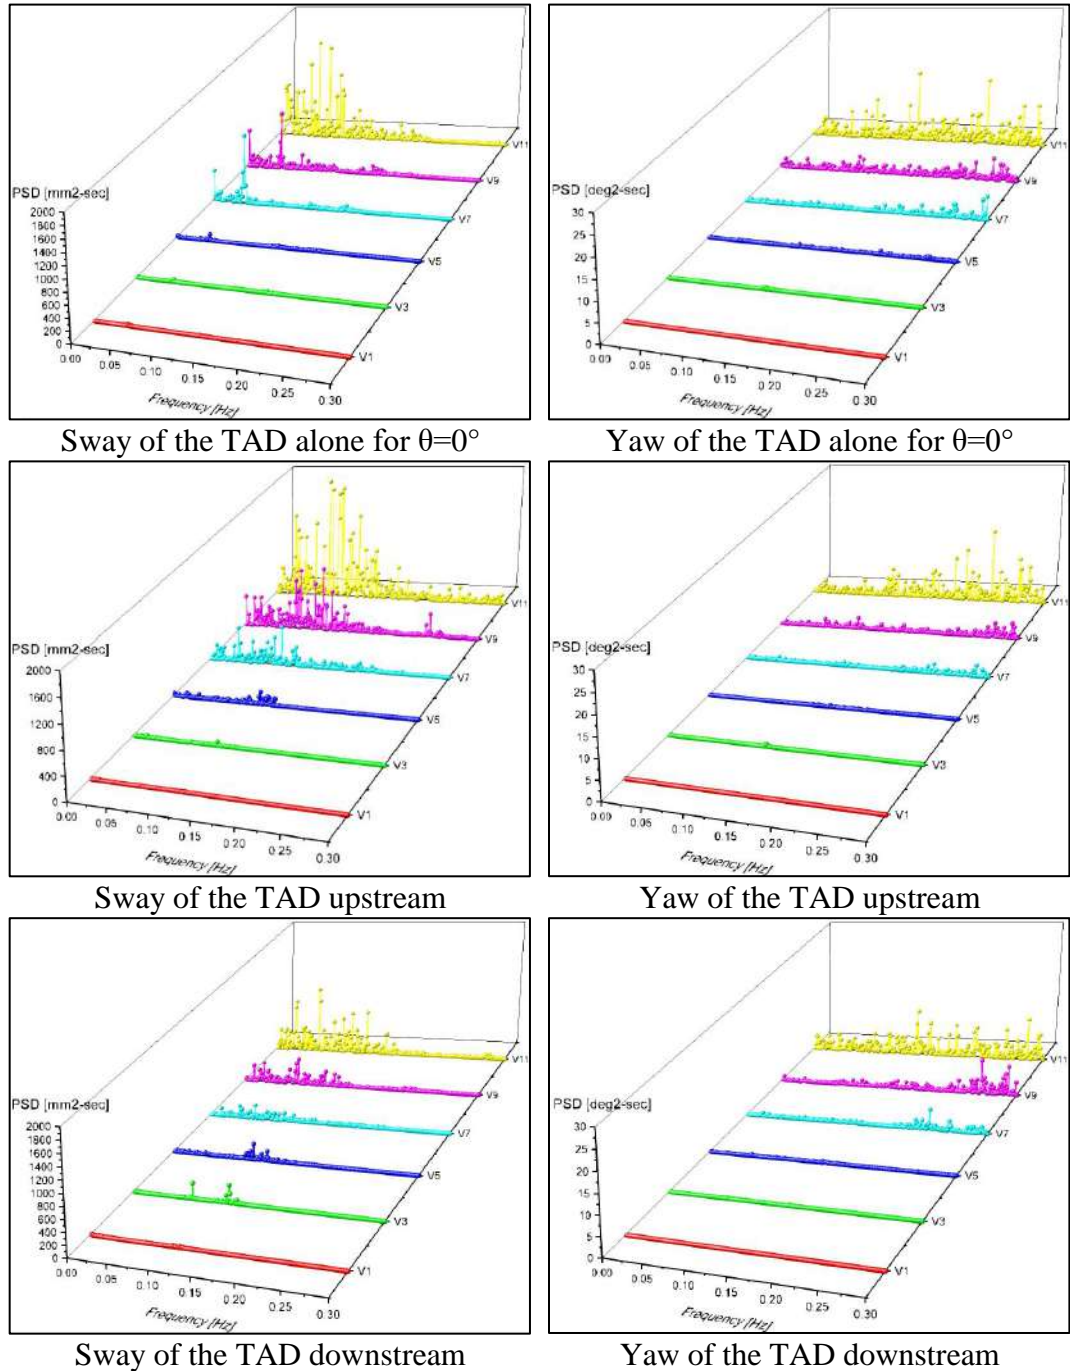 PSD [mm2-sec]
2000
1800
1600
1400
1200
1000
800
600
400
200
0
0.00
0.05
0.10
0.15
0.20
0.25
0.30
Frequency [Hz]
V1
V3
V5
V7
V9
V11
PSD [deg2-sec]
30
25
20
15
10
5
0
0.00
0.05
0.10
0.15
0.20
0.25
0.30
Frequency [Hz]
V1
V3
V5
V7
V9
V11
Sway of the TAD alone for θ=0°
Yaw of the TAD alone for θ=0°
PSD [mm2-sec]
2000
1600
1200
800
400
0
0.00
0.05
0.10
0.15
0.20
0.25
0.30
Frequency [Hz]
V1
V3
V5
V7
V9
V11
PSD [deg2-sec]
30
25
20
15
10
5
0
0.00
0.05
0.10
0.15
0.20
0.25
0.30
Frequency [Hz]
V1
V3
V5
V7
V9
V11
Sway of the TAD upstream
Yaw of the TAD upstream
PSD [mm2-sec]
2000
1800
1600
1400
1200
1000
800
600
400
200
0
0.00
0.05
0.10
0.15
0.20
0.25
0.30
Frequency [Hz]
V1
V3
V5
V7
V9
V11
PSD [deg2-sec]
30
25
20
15
10
5
0
0.00
0.05
0.10
0.15
0.20
0.25
0.30
Frequency [Hz]
V1
V3
V5
V7
V9
V11
Sway of the TAD downstream
Yaw of the TAD downstream